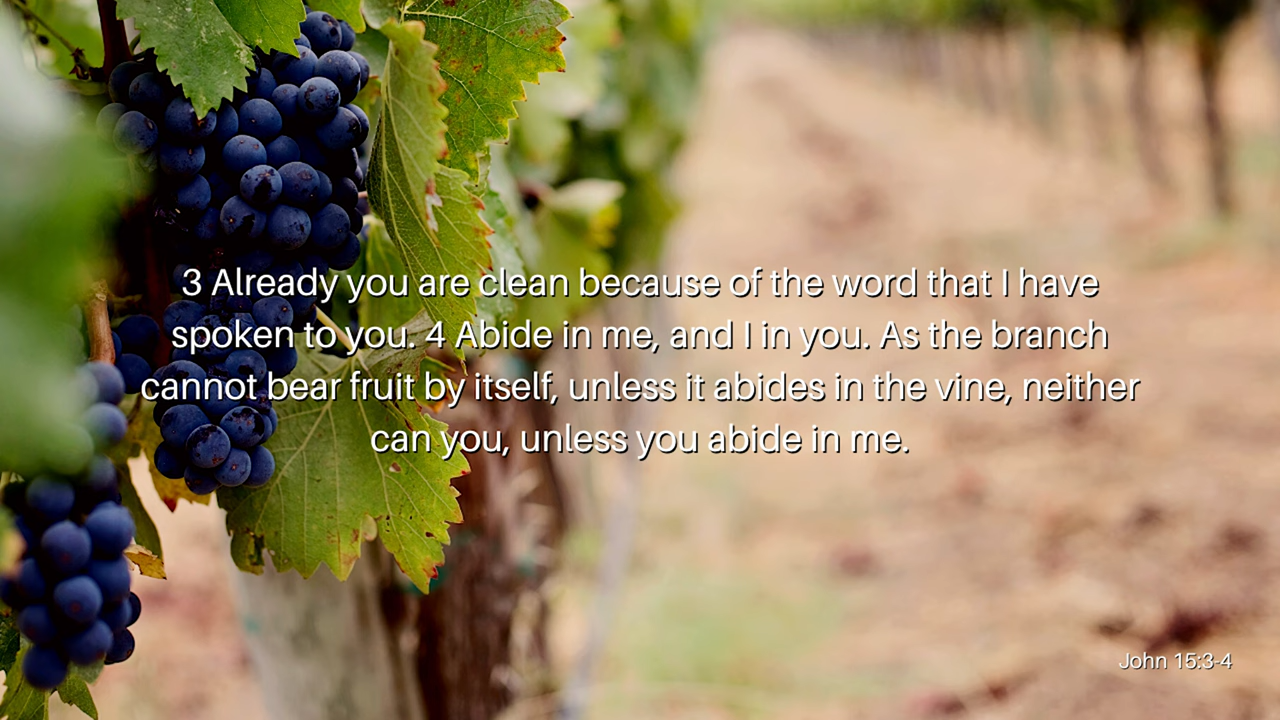 3 Already you are clean because of the word that I have
spoken to you. 4 Abide in me, and I in you. As the branch
cannot bear fruit by itself, unless it abides in the vine, neither
can you, unless you abide in me.
John 15:3-4